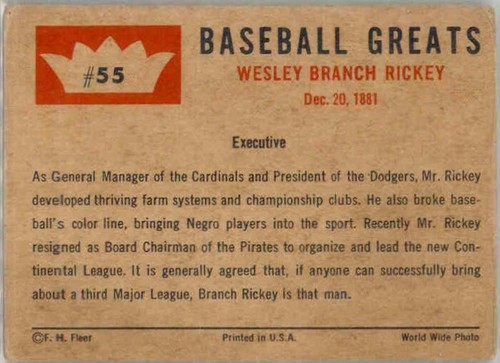 #55
BASEBALL GREATS
WESLEY BRANCH RICKEY
Dec. 20, 1881
Executive
As General Manager of the Cardinals and President of the Dodgers, Mr. Rickey
developed thriving farm systems and championship clubs. He also broke base-
ball's color line, bringing Negro players into the sport. Recently Mr. Rickey
resigned as Board Chairman of the Pirates to organize and lead the new Con-
tinental League. It is generally agreed that, if anyone can successfully bring
about a third Major League, Branch Rickey is that man.
©F. H. Fleer Printed in U.S.A. World Wide Photo